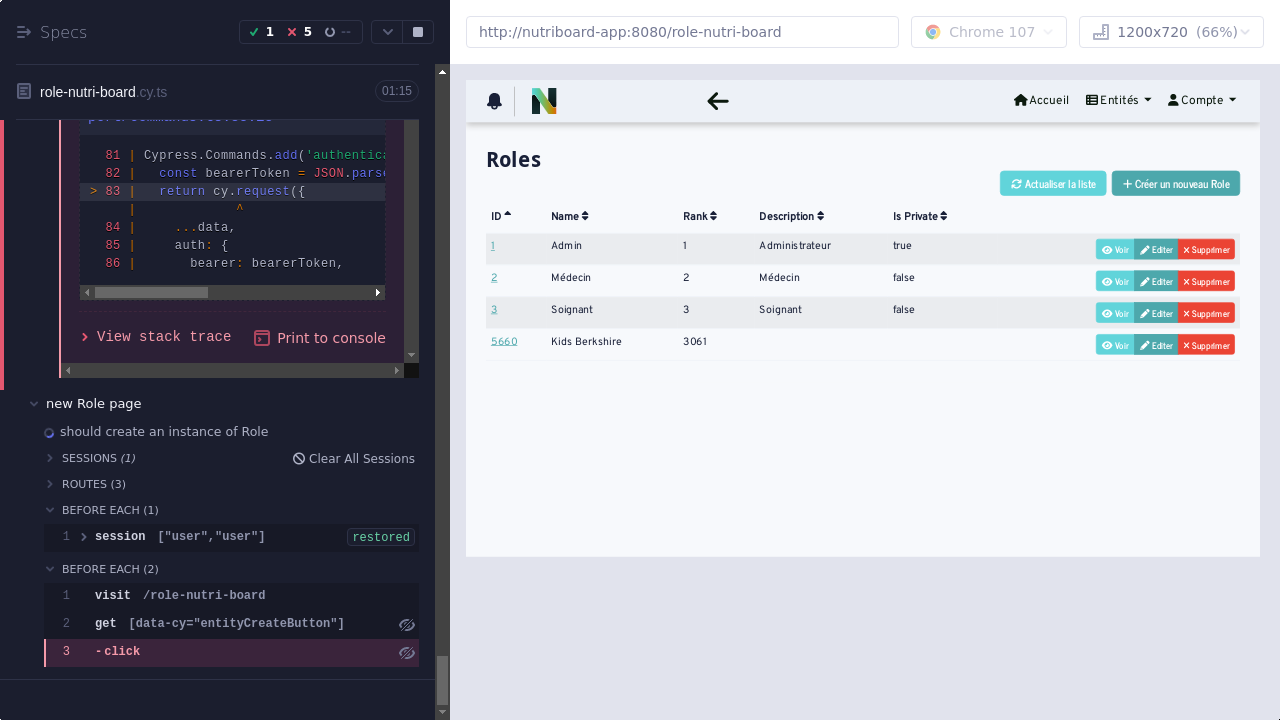 Specs
1
5
--
role-nutri-board.cy.ts
01:15
81 | Cypress.Commands.add('authentica
82 | const bearerToken = JSON.parse
> 83 | return cy.request({
| ^
84 | ...data,
85 | auth: {
86 | bearer: bearerToken,
View stack trace
Print to console
new Role page
should create an instance of Role
SESSIONS (1)
Clear All Sessions
ROUTES (3)
BEFORE EACH (1)
1 session ["user","user"] restored
BEFORE EACH (2)
1 visit /role-nutri-board
2 get [data-cy="entityCreateButton"]
3 -click
http://nutriboard-app:8080/role-nutri-board
Chrome 107
1200x720 (66%)
N
Accueil
Entités
Compte
Roles
Actualiser la liste
Créer un nouveau Role
ID Name Rank Description Is Private
1 Admin 1 Administrateur true Voir Editer Supprimer
2 Médecin 2 Médecin false Voir Editer Supprimer
3 Soignant 3 Soignant false Voir Editer Supprimer
5660 Kids Berkshire 3061 Voir Editer Supprimer